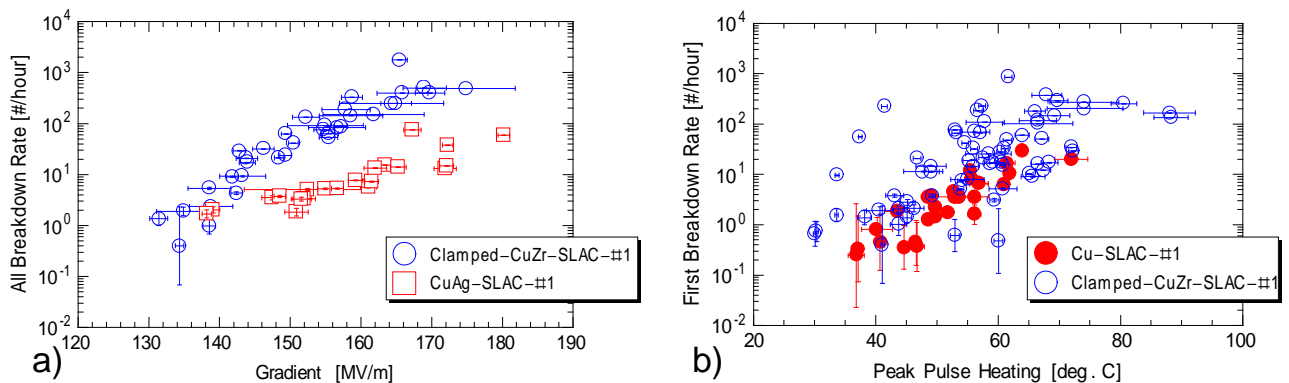 All Breakdown Rate [#/hour]
10^4
10^3
10^2
10^1
10^0
10^-1
10^-2
120 130 140 150 160 170 180 190
Gradient [MV/m]
Clamped-CuZr-SLAC-#1
CuAg-SLAC-#1
a)
First Breakdown Rate [#/hour]
10^4
10^3
10^2
10^1
10^0
10^-1
10^-2
20 40 60 80 100
Peak Pulse Heating [deg. C]
Cu-SLAC-#1
Clamped-CuZr-SLAC-#1
b)